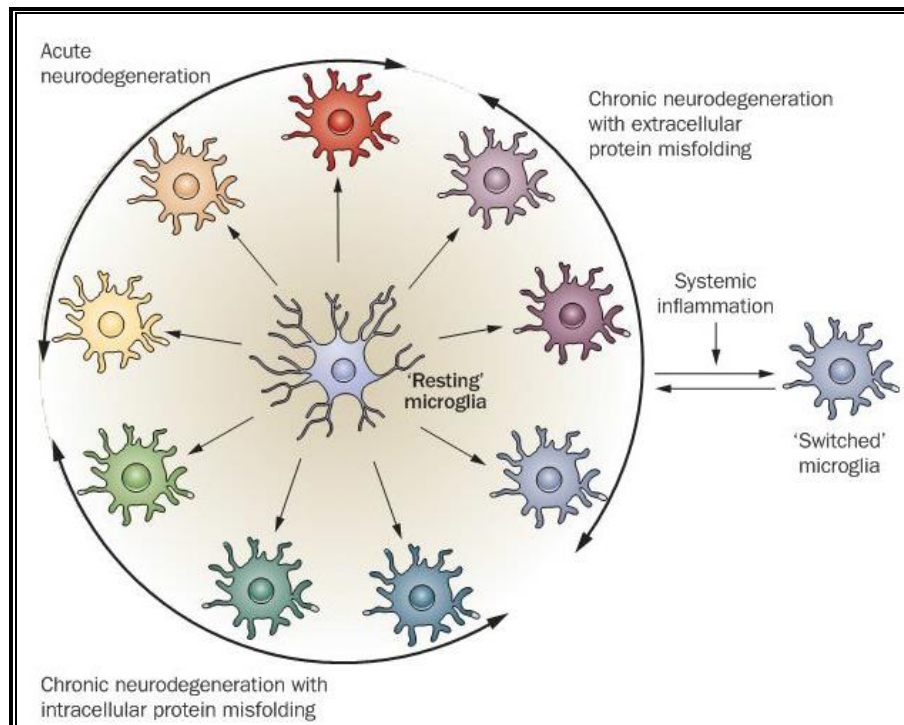 Acute
neurodegeneration
Chronic neurodegeneration
with extracellular
protein misfolding
Systemic
inflammation
'Resting'
microglia
'Switched'
microglia
Chronic neurodegeneration with
intracellular protein misfolding